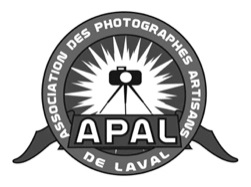 ASSOCIATION DES PHOTOGRAPHES ARTISANS
APAL
DE LAVAL